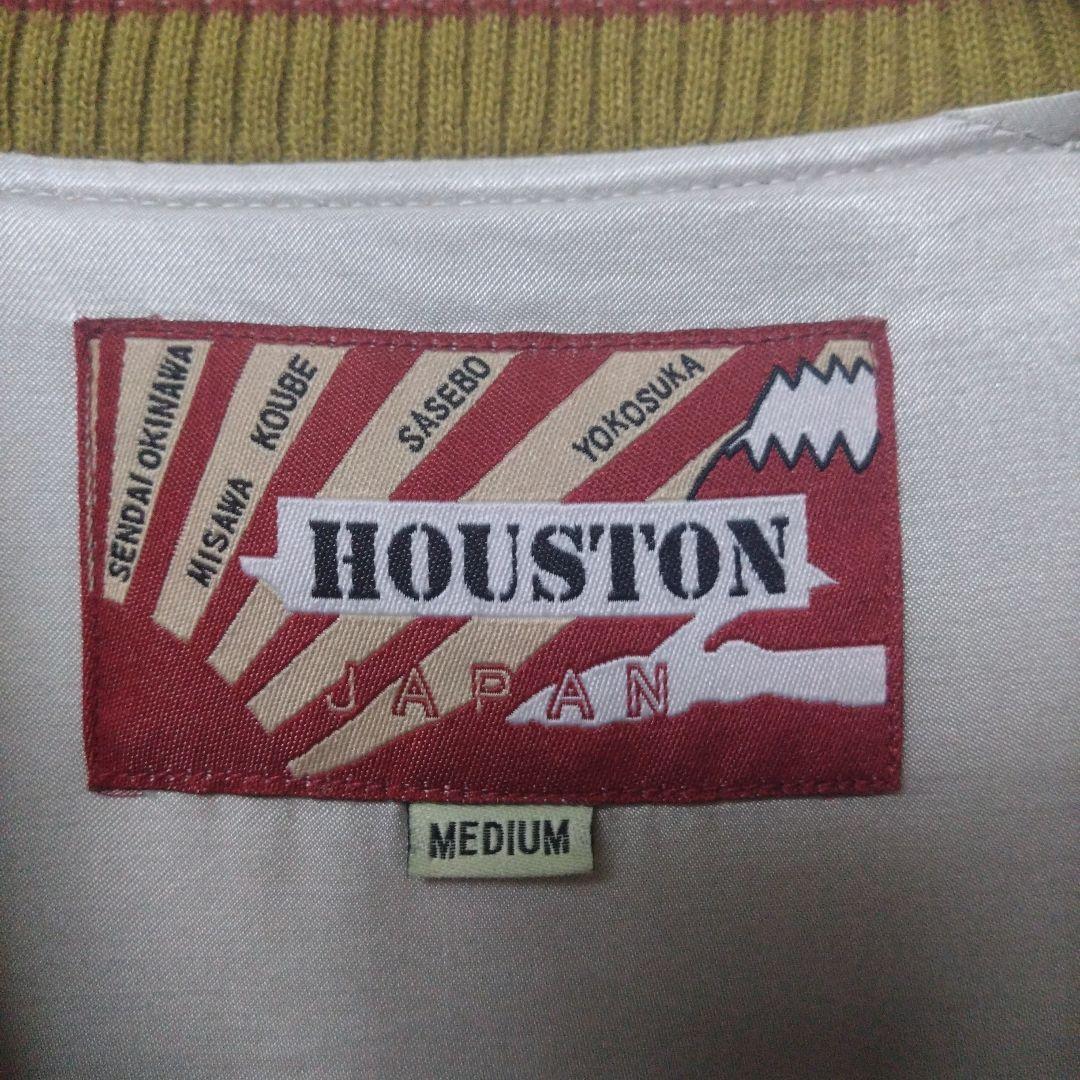 SENDAI OKINAWA
MISAWA KOUBE
SASEBO
YOKOSUKA
HOUSTON
JAPAN
MEDIUM